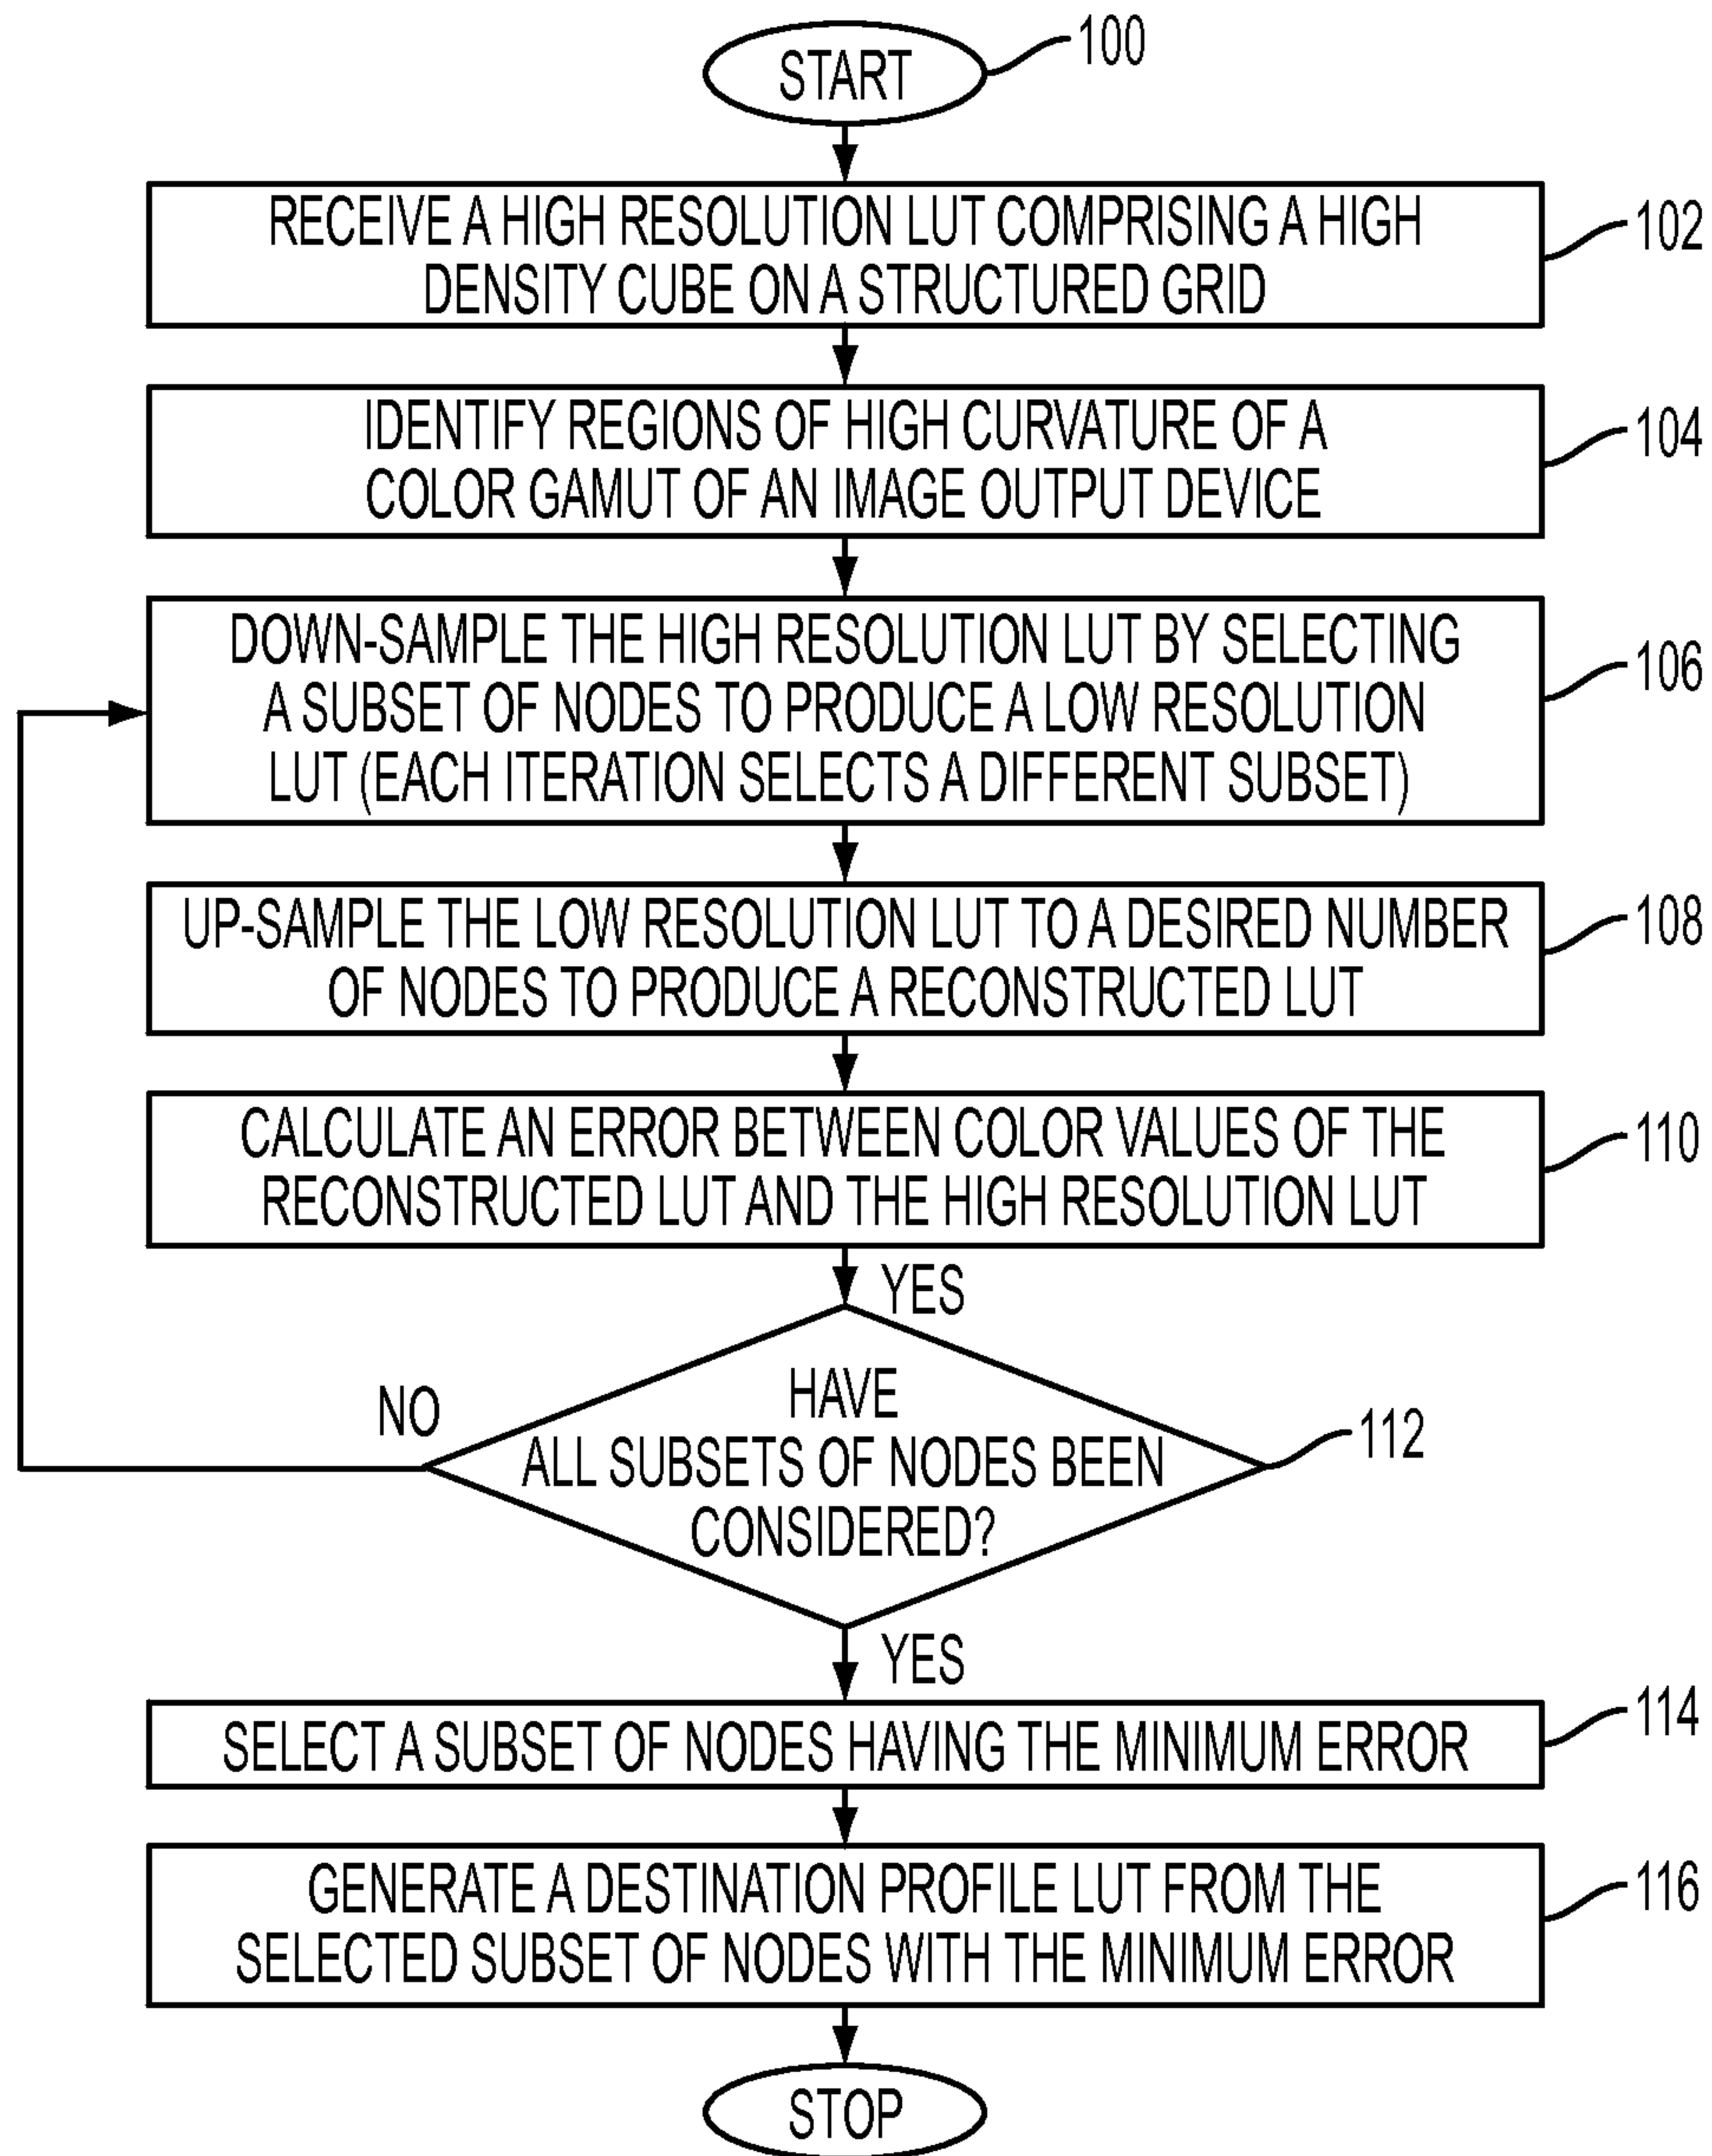 START
100
RECEIVE A HIGH RESOLUTION LUT COMPRISING A HIGH
DENSITY CUBE ON A STRUCTURED GRID
102
IDENTIFY REGIONS OF HIGH CURVATURE OF A
COLOR GAMUT OF AN IMAGE OUTPUT DEVICE
104
DOWN-SAMPLE THE HIGH RESOLUTION LUT BY SELECTING
A SUBSET OF NODES TO PRODUCE A LOW RESOLUTION
LUT (EACH ITERATION SELECTS A DIFFERENT SUBSET)
106
UP-SAMPLE THE LOW RESOLUTION LUT TO A DESIRED NUMBER
OF NODES TO PRODUCE A RECONSTRUCTED LUT
108
CALCULATE AN ERROR BETWEEN COLOR VALUES OF THE
RECONSTRUCTED LUT AND THE HIGH RESOLUTION LUT
110
YES
NO
HAVE
ALL SUBSETS OF NODES BEEN
CONSIDERED?
112
YES
SELECT A SUBSET OF NODES HAVING THE MINIMUM ERROR
114
GENERATE A DESTINATION PROFILE LUT FROM THE
SELECTED SUBSET OF NODES WITH THE MINIMUM ERROR
116
STOP